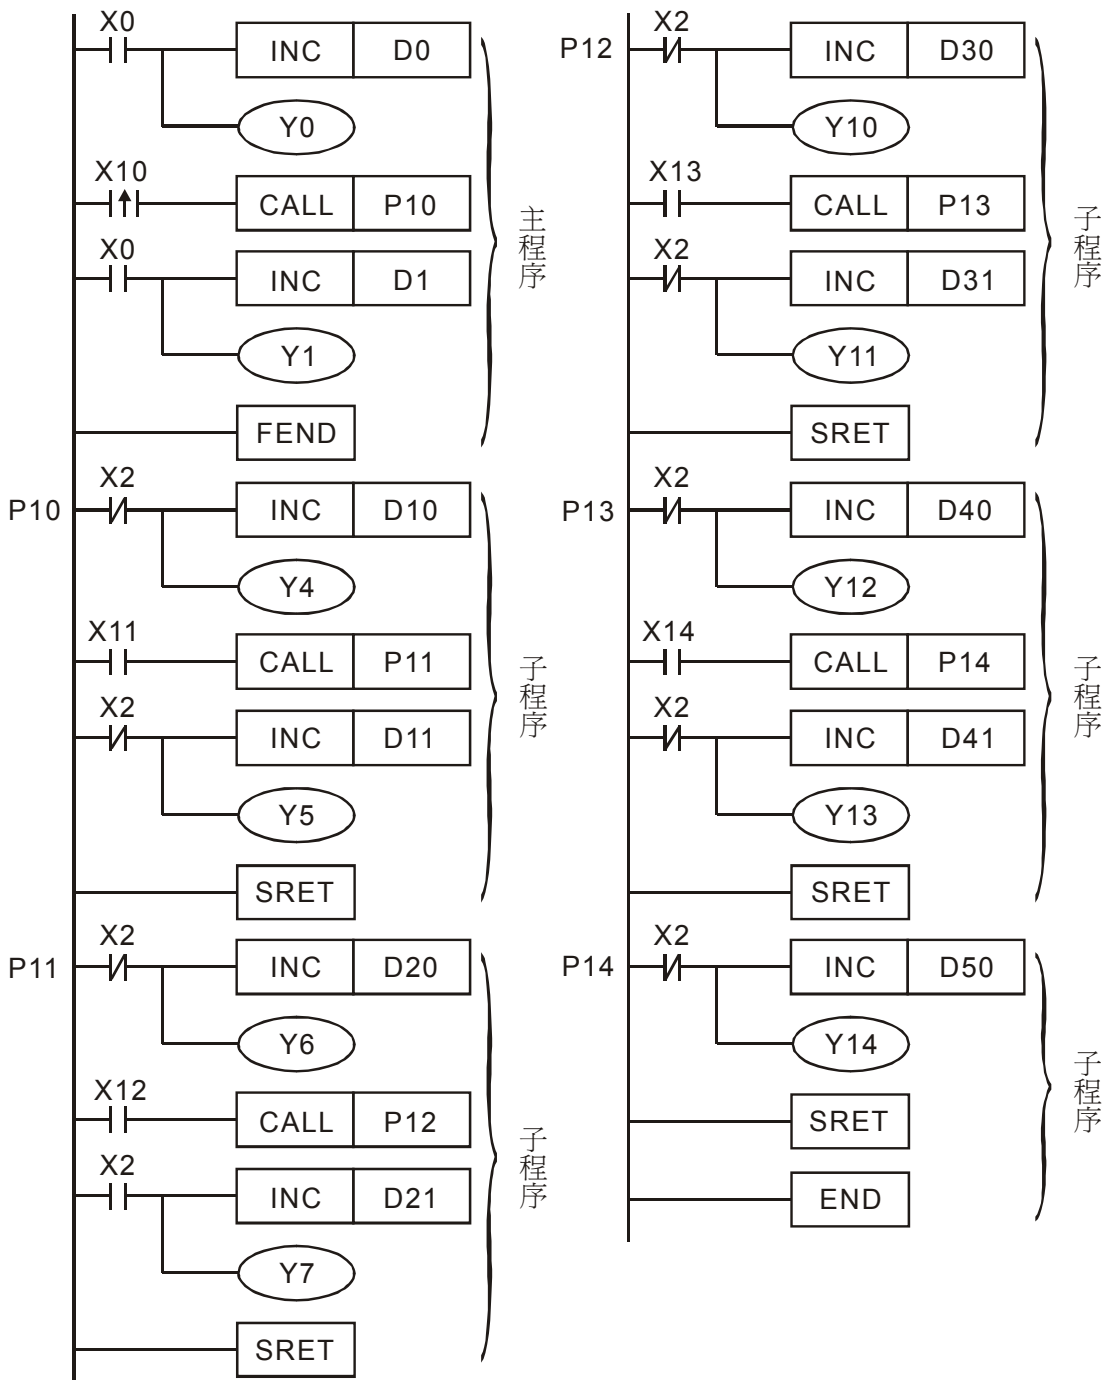 X0
INC D0
Y0
X10
CALL P10
X0
INC D1
Y1
FEND
主程序
P10
X2
INC D10
Y4
X11
CALL P11
X2
INC D11
Y5
SRET
子程序
P11
X2
INC D20
Y6
X12
CALL P12
X2
INC D21
Y7
SRET
子程序
P12
X2
INC D30
Y10
X13
CALL P13
X2
INC D31
Y11
SRET
子程序
P13
X2
INC D40
Y12
X14
CALL P14
X2
INC D41
Y13
SRET
子程序
P14
X2
INC D50
Y14
SRET
END
子程序